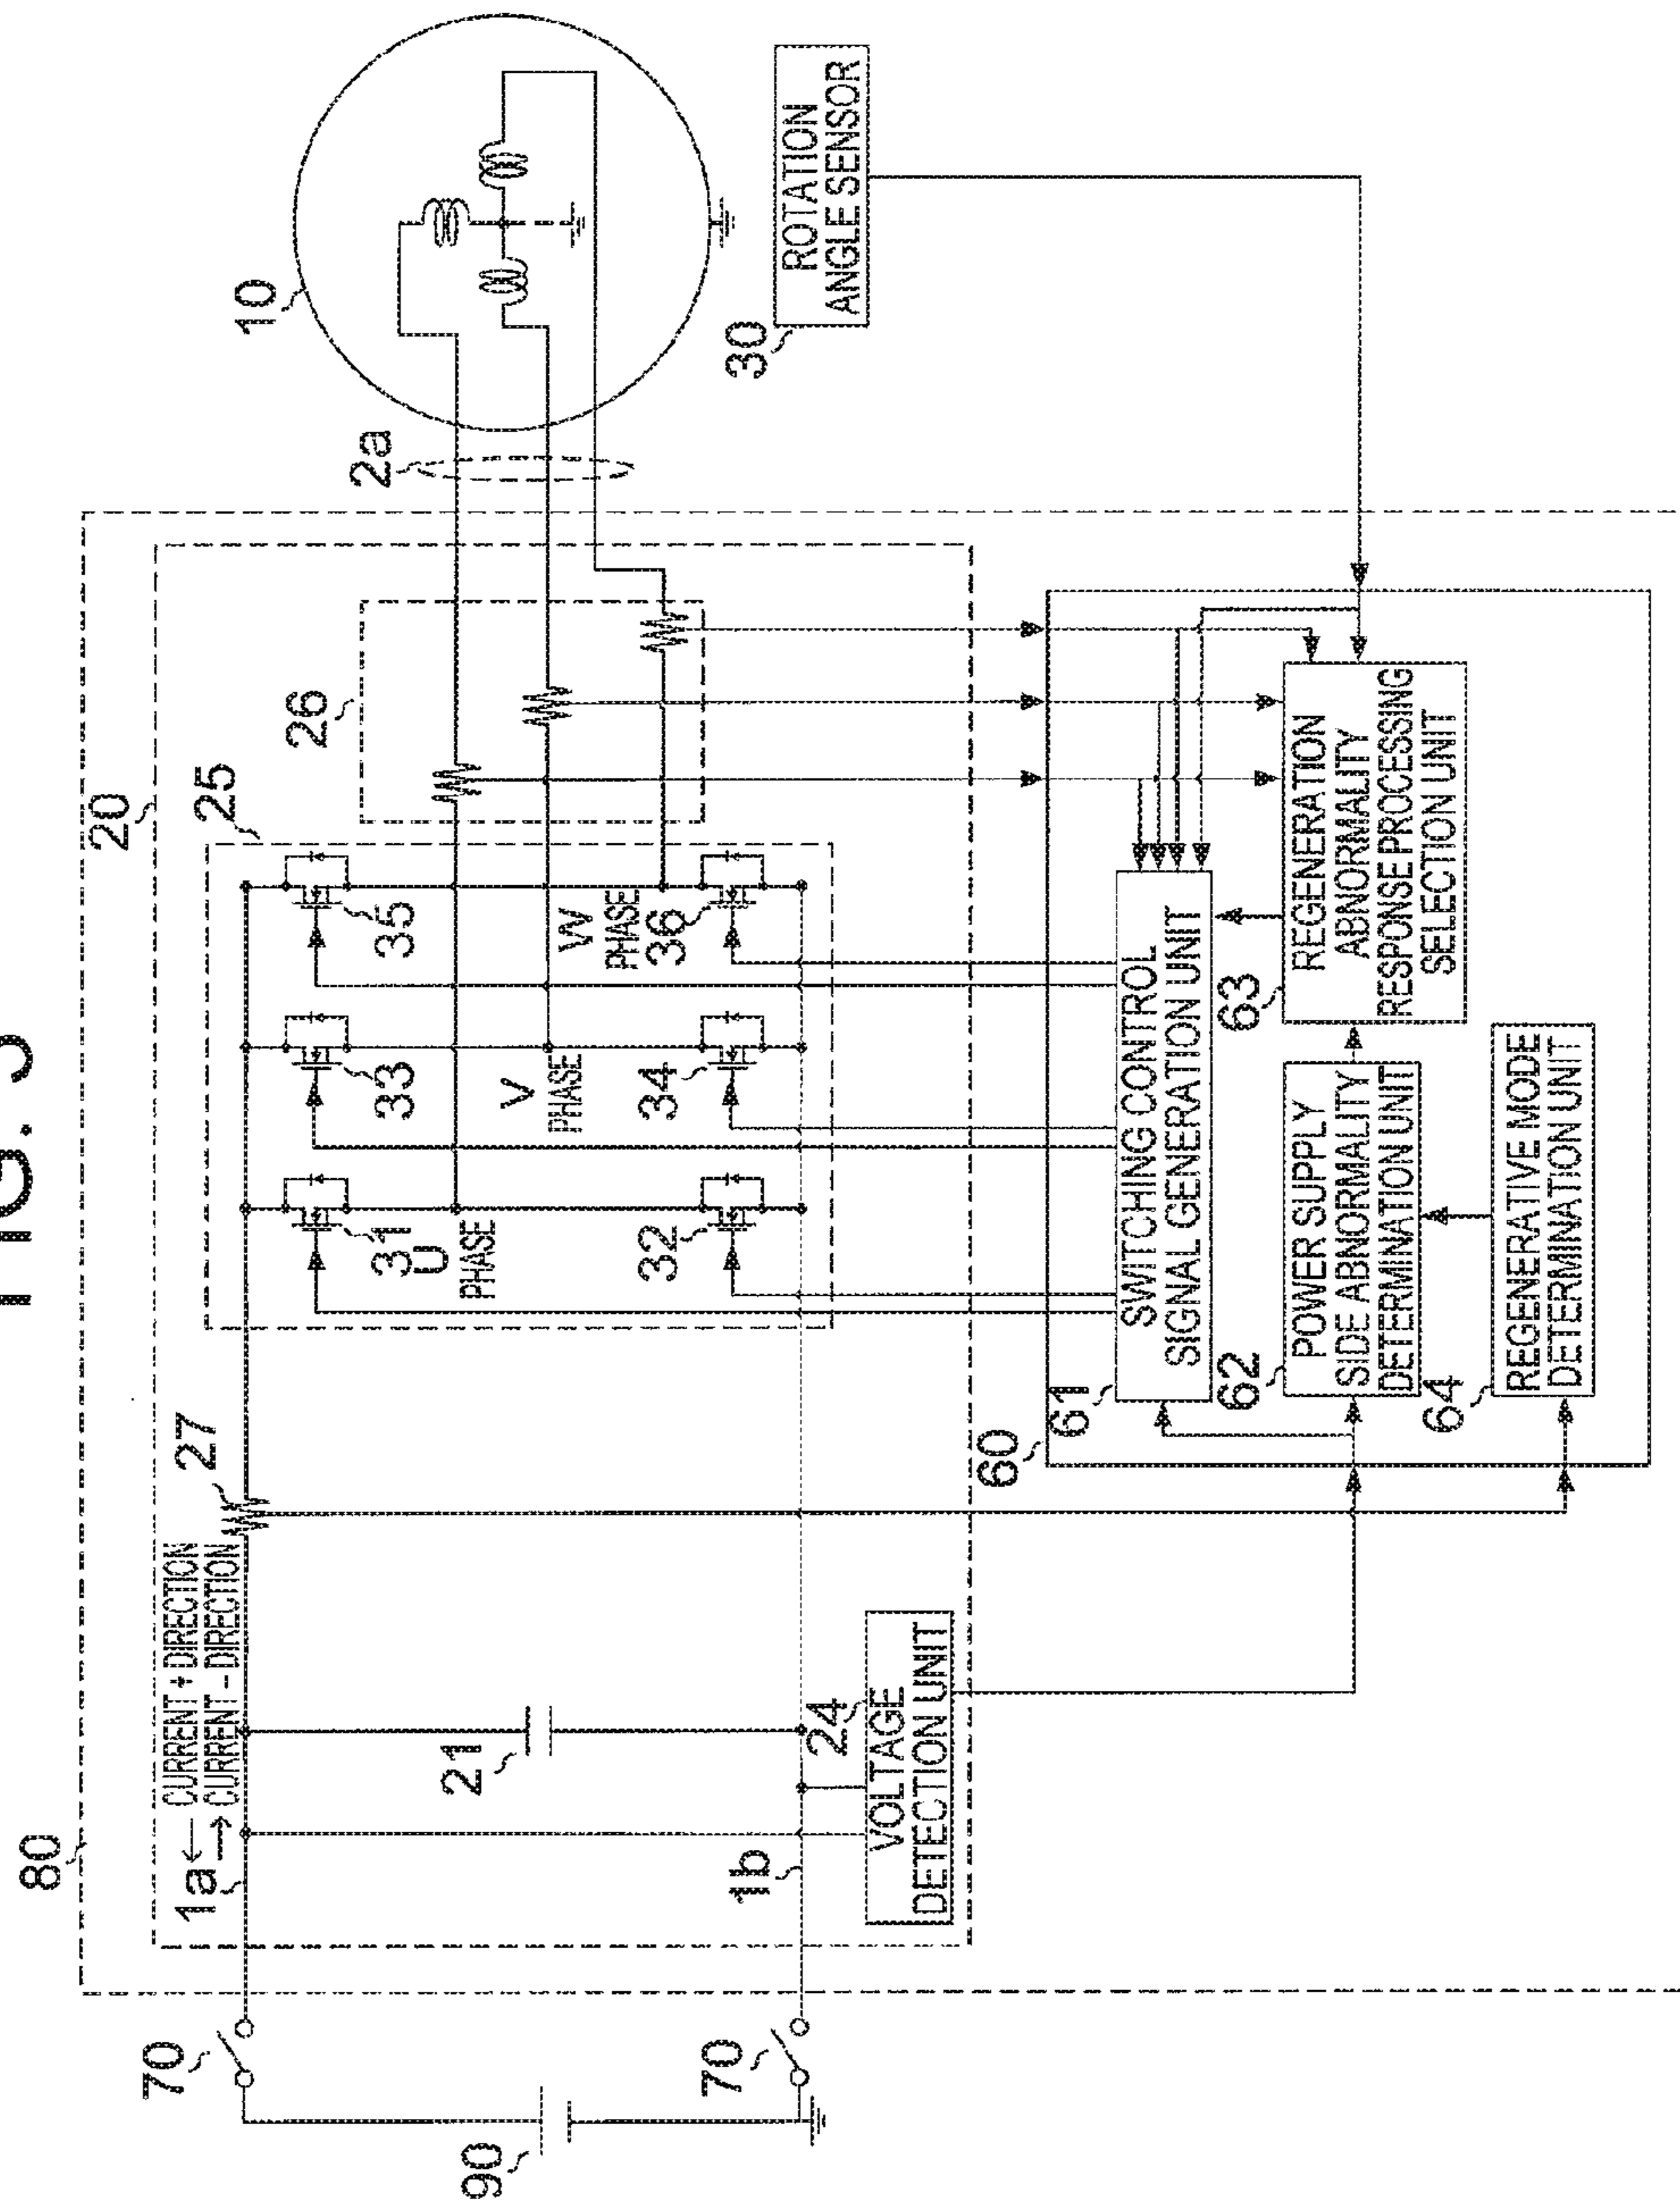 FIG. 5
80
20
10
1a
CURRENT + DIRECTION
CURRENT - DIRECTION
27
25
26
2a
70
90
70
21
1b
24
VOLTAGE
DETECTION UNIT
31
U
PHASE
32
33
V
PHASE
34
35
W
PHASE
36
30
ROTATION
ANGLE SENSOR
60
61
SWITCHING CONTROL
SIGNAL GENERATION UNIT
62
POWER SUPPLY
SIDE ABNORMALITY
DETERMINATION UNIT
63
REGENERATION
ABNORMALITY
RESPONSE PROCESSING
SELECTION UNIT
64
REGENERATIVE MODE
DETERMINATION UNIT